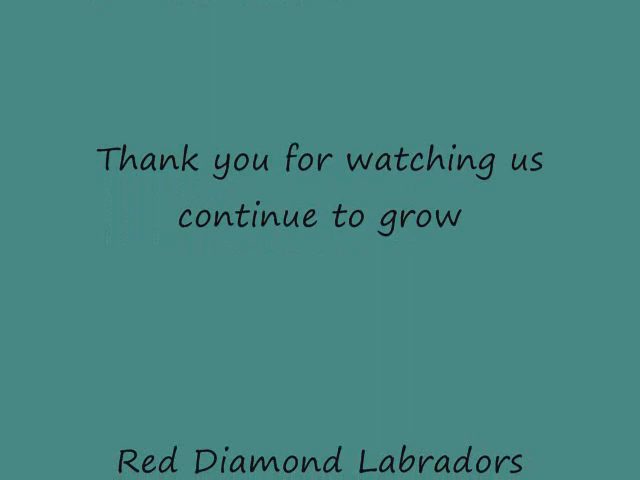 Thank you for watching us
continue to grow
Red Diamond Labradors